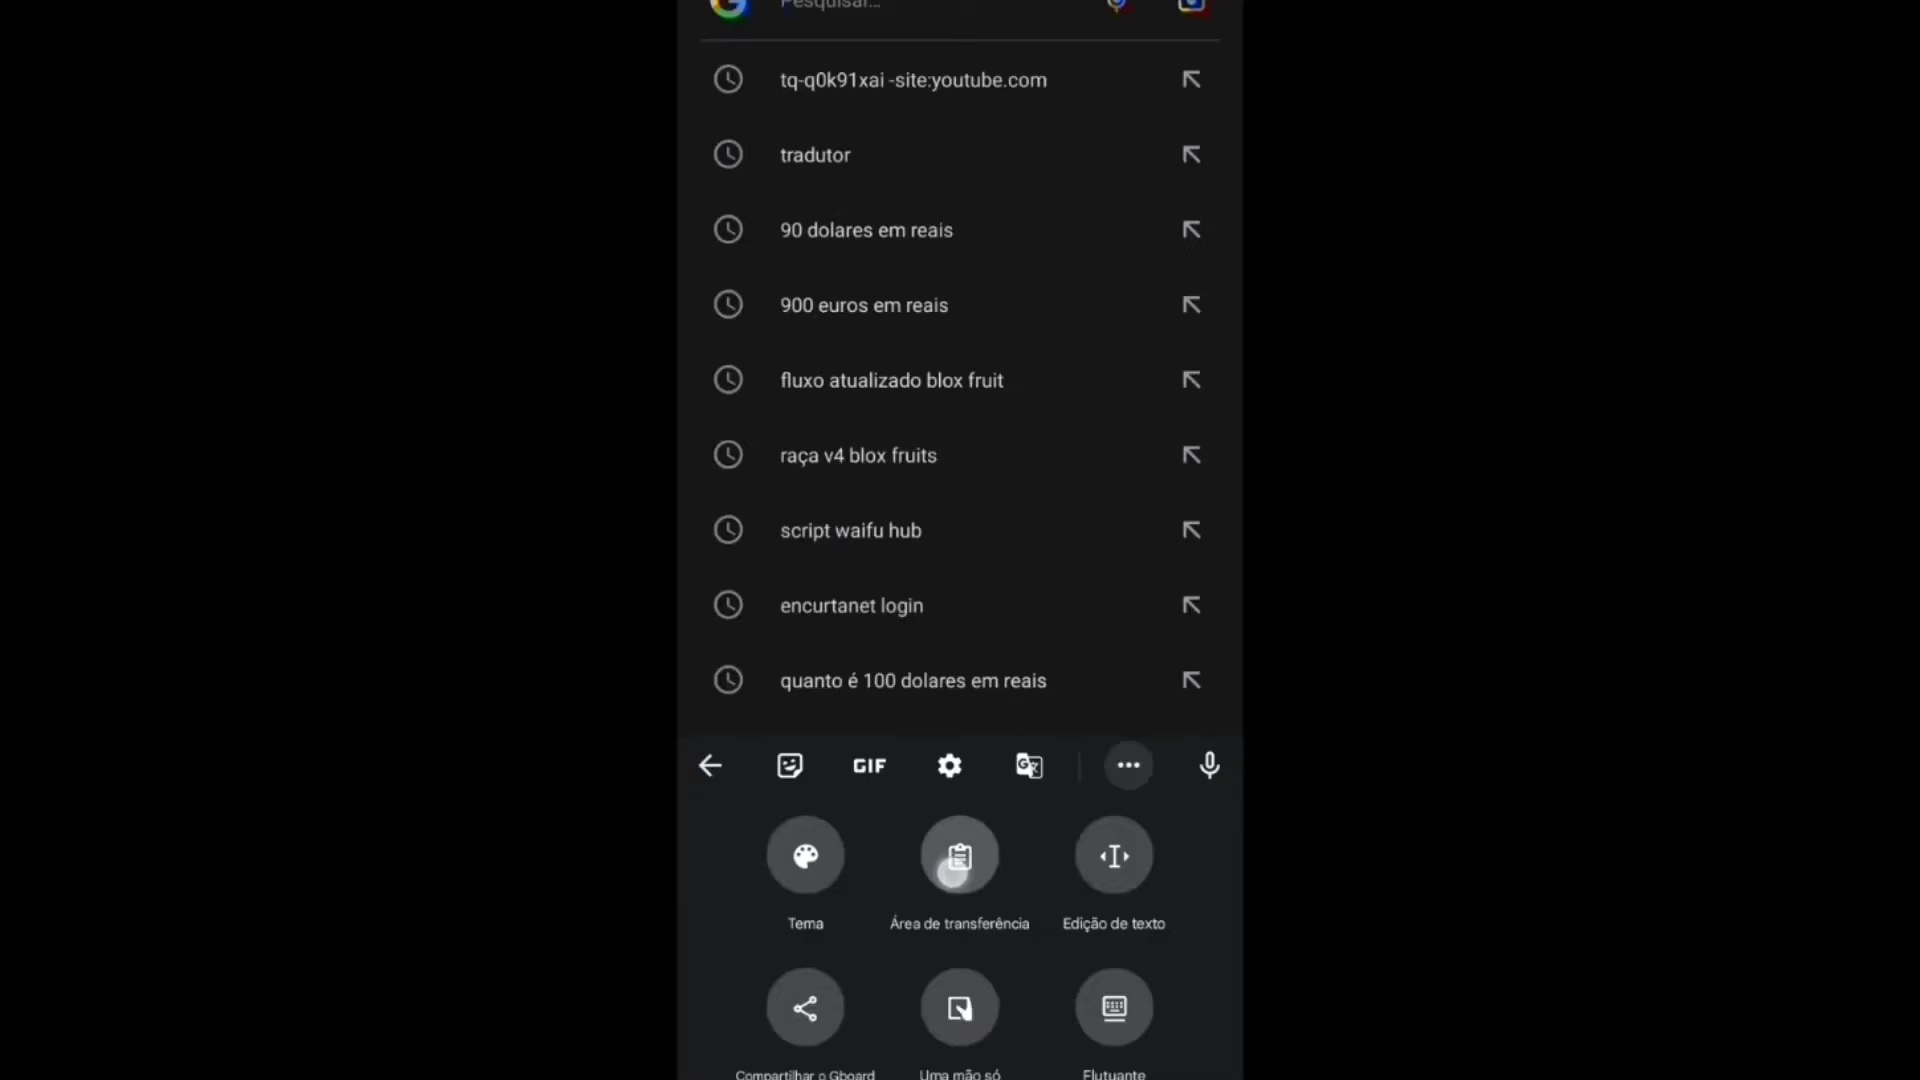 Pesquisar...
tq-q0k91xai -site:youtube.com
tradutor
90 dolares em reais
900 euros em reais
fluxo atualizado blox fruit
raça v4 blox fruits
script waifu hub
encurtanet login
quanto é 100 dolares em reais
GIF
Tema Área de transferência Edição de texto
Compartilhar o Gboard Uma mão só Flutuante